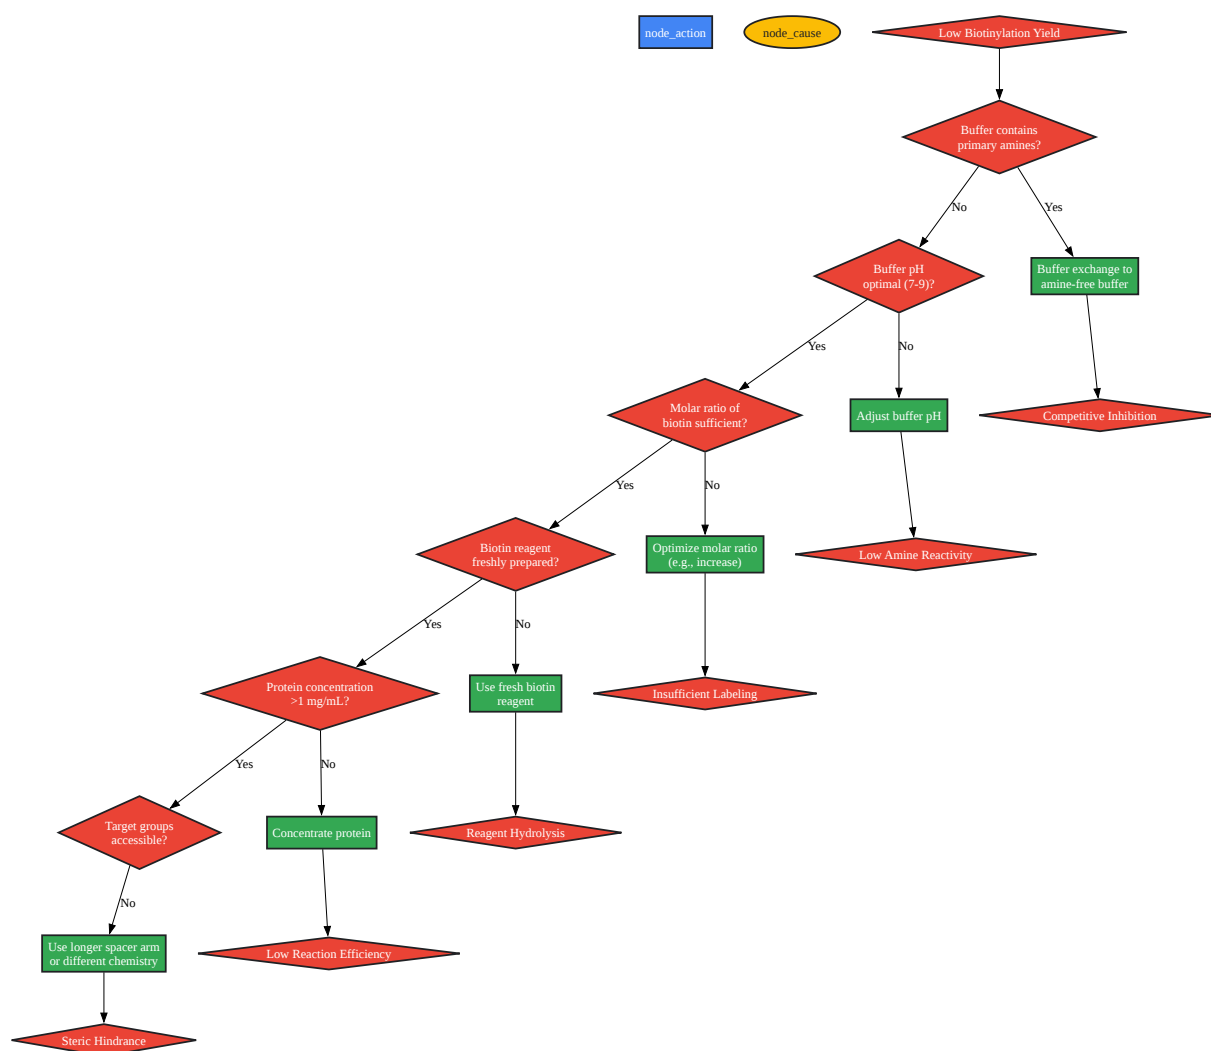 node_action
node_cause
Low Biotinylation Yield
Buffer contains
primary amines?
No
Yes
Buffer pH
optimal (7-9)?
Buffer exchange to
amine-free buffer
Yes
No
Molar ratio of
biotin sufficient?
Adjust buffer pH
Competitive Inhibition
Yes
No
Biotin reagent
freshly prepared?
Optimize molar ratio
(e.g., increase)
Low Amine Reactivity
Yes
No
Protein concentration
>1 mg/mL?
Use fresh biotin
reagent
Insufficient Labeling
Yes
No
Target groups
accessible?
Concentrate protein
Reagent Hydrolysis
No
Use longer spacer arm
or different chemistry
Low Reaction Efficiency
Steric Hindrance